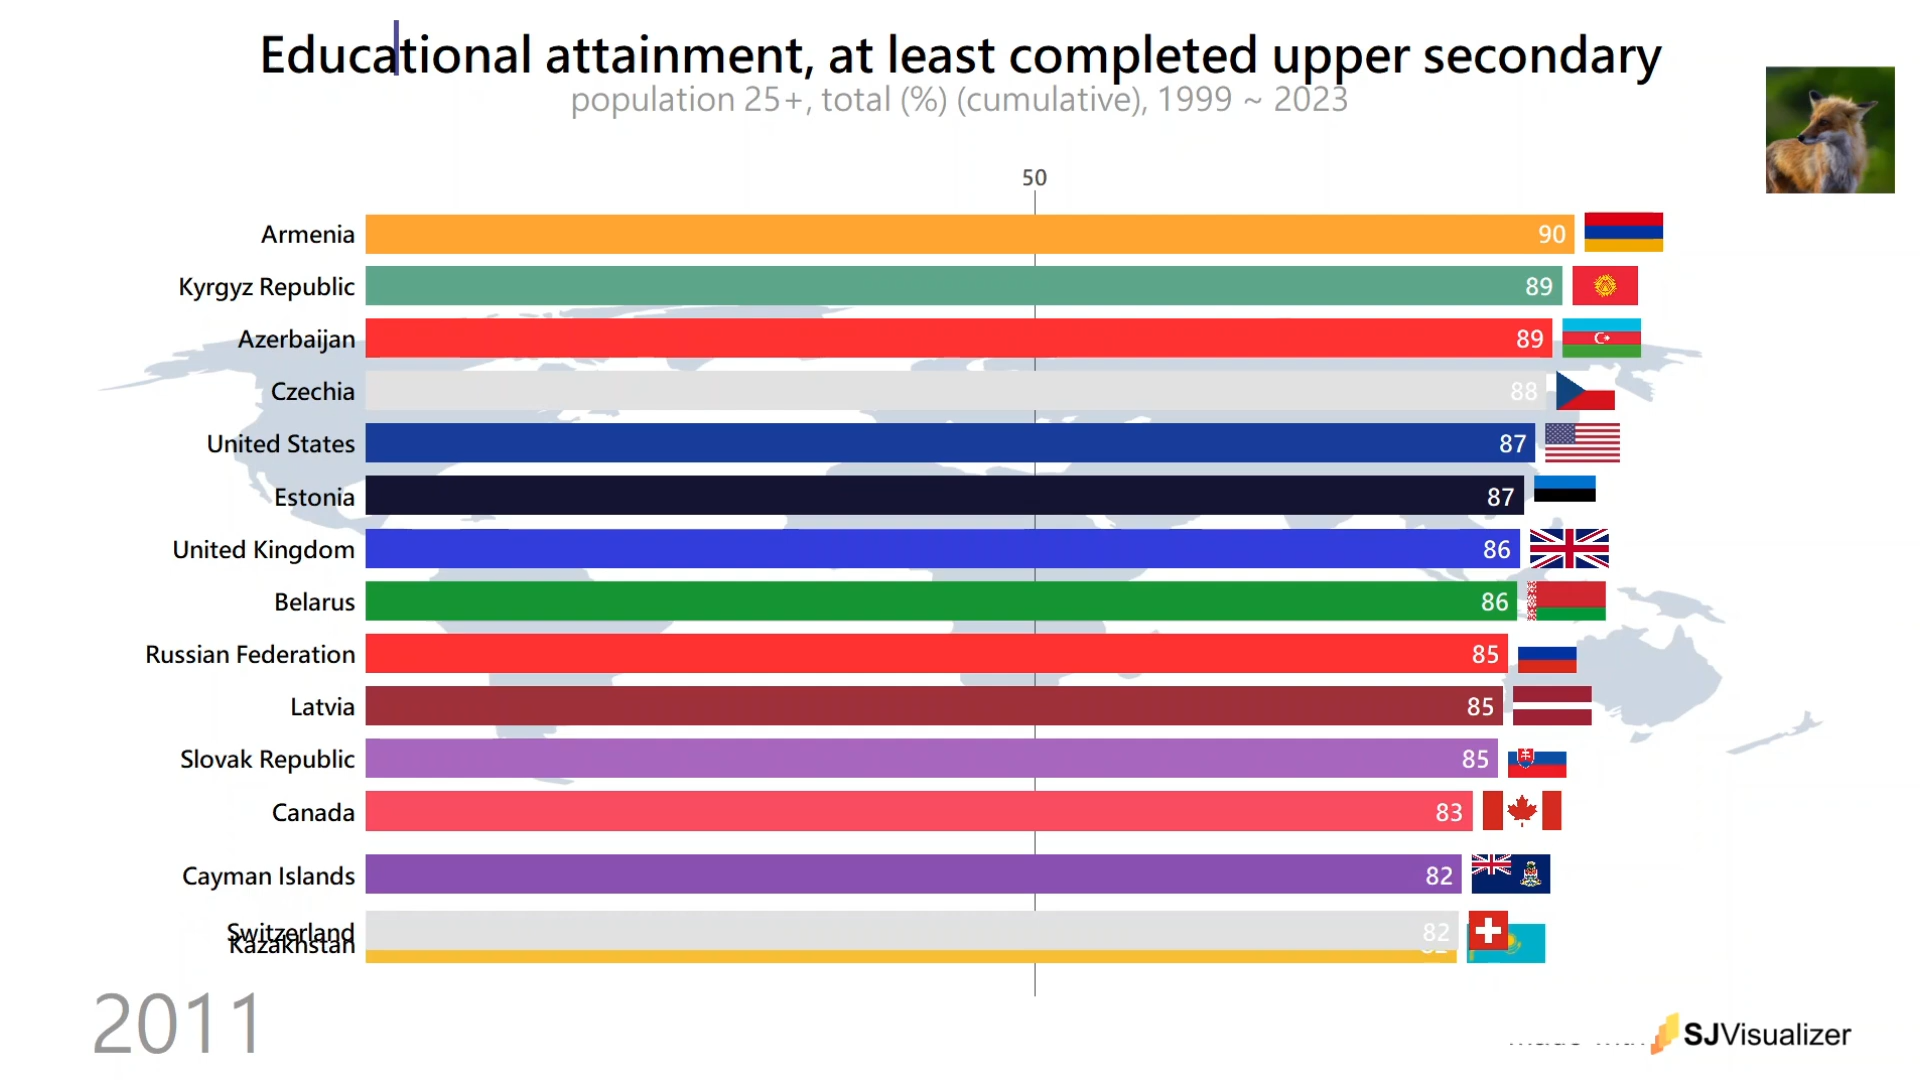 Educational attainment, at least completed upper secondary
population 25+, total (%) (cumulative), 1999 ~ 2023
50
Armenia 90
Kyrgyz Republic 89
Azerbaijan 89
Czechia 88
United States 87
Estonia 87
United Kingdom 86
Belarus 86
Russian Federation 85
Latvia 85
Slovak Republic 85
Canada 83
Cayman Islands 82
Switzerland 82
Kazakhstan
2011
SJVisualizer